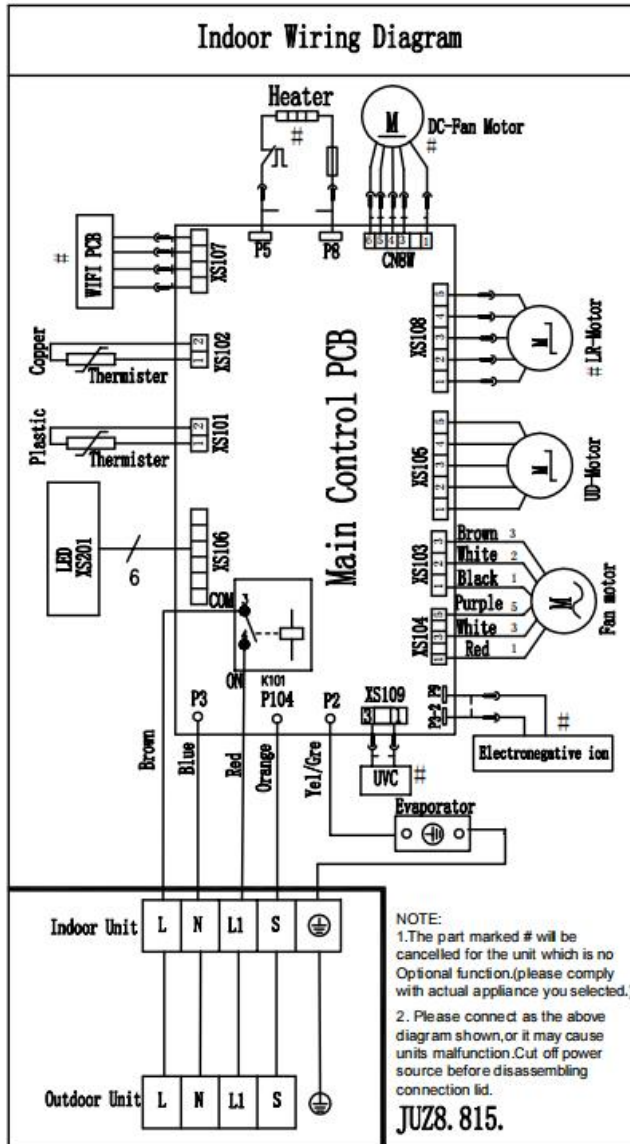 Indoor Wiring Diagram
Heater
#
M
DC-Fan Motor
#
P5
P8
6 5 4 3 1
CN8W
#
WIFI PCB
XS107
Copper
Thermister
2
1
XS102
Plastic
Thermister
2
1
XS101
LED
XS201
6
XS106
Main Control PCB
XS108
5
4
3
2
1
M
# LR-Motor
XS105
5
4
3
2
1
M
UD-Motor
XS103
3
2
1
Brown 3
White 2
Black 1
XS104
5
3
1
Purple 5
White 3
Red 1
M
Fan motor
COM 3
4
ON
K101
P3
P104
P2
XS109
3 1
UVC
#
P9
P3-2
#
Electronegative ion
Brown
Blue
Red
Orange
Yel/Gre
Evaporator
Indoor Unit
L N L1 S
Outdoor Unit
L N L1 S
NOTE:
1.The part marked # will be
cancelled for the unit which is no
Optional function.(please comply
with actual appliance you selected.)
2. Please connect as the above
diagram shown,or it may cause
units malfunction.Cut off power
source before disassembling
connection lid.
JUZ8. 815.